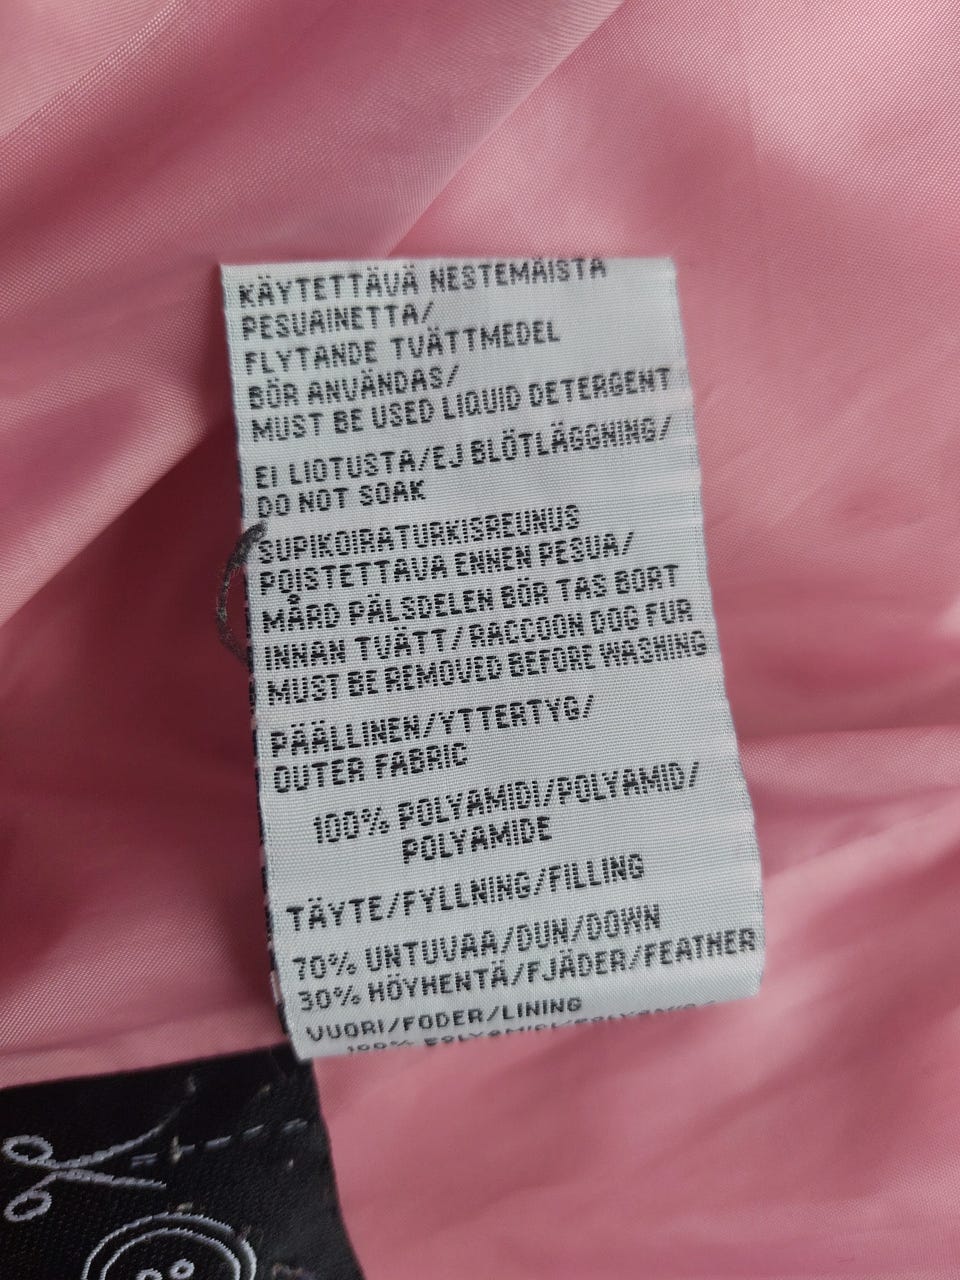 KÄYTETTÄVÄ NESTEMÄISTÄ
PESUAINETTA/
FLYTANDE TVÄTTMEDEL
BÖR ANVÄNDAS/
MUST BE USED LIQUID DETERGENT
EI LIOTUSTA/EJ BLÖTLÄGGNING/
DO NOT SOAK
SUPIKOIRATURKISREUNUS
POISTETTAVA ENNEN PESUA/
MÅRD PÄLSDELEN BÖR TAS BORT
INNAN TVÄTT/RACCOON DOG FUR
MUST BE REMOVED BEFORE WASHING
PÄÄLLINEN/YTTERTYG/
OUTER FABRIC
100% POLYAMIDI/POLYAMID/
POLYAMIDE
TÄYTE/FYLLNING/FILLING
70% UNTUVAA/DUN/DOWN
30% HÖYHENTÄ/FJÄDER/FEATHER
VUORI/FODER/LINING
100% POLYAMIDI/POLYAMID/